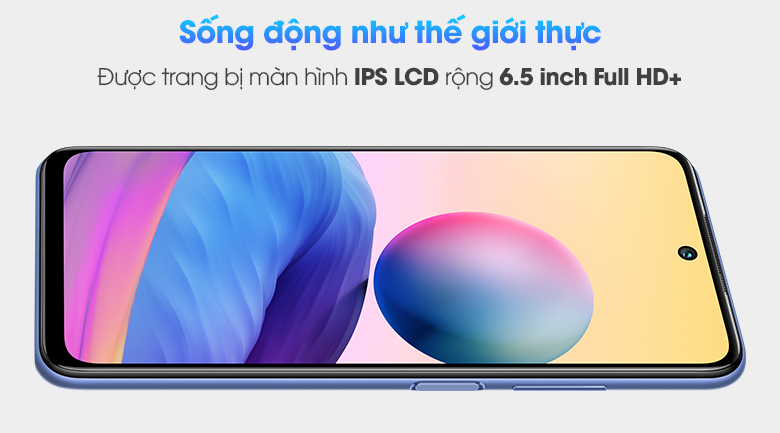 Sống động như thế giới thực
Được trang bị màn hình IPS LCD rộng 6.5 inch Full HD+